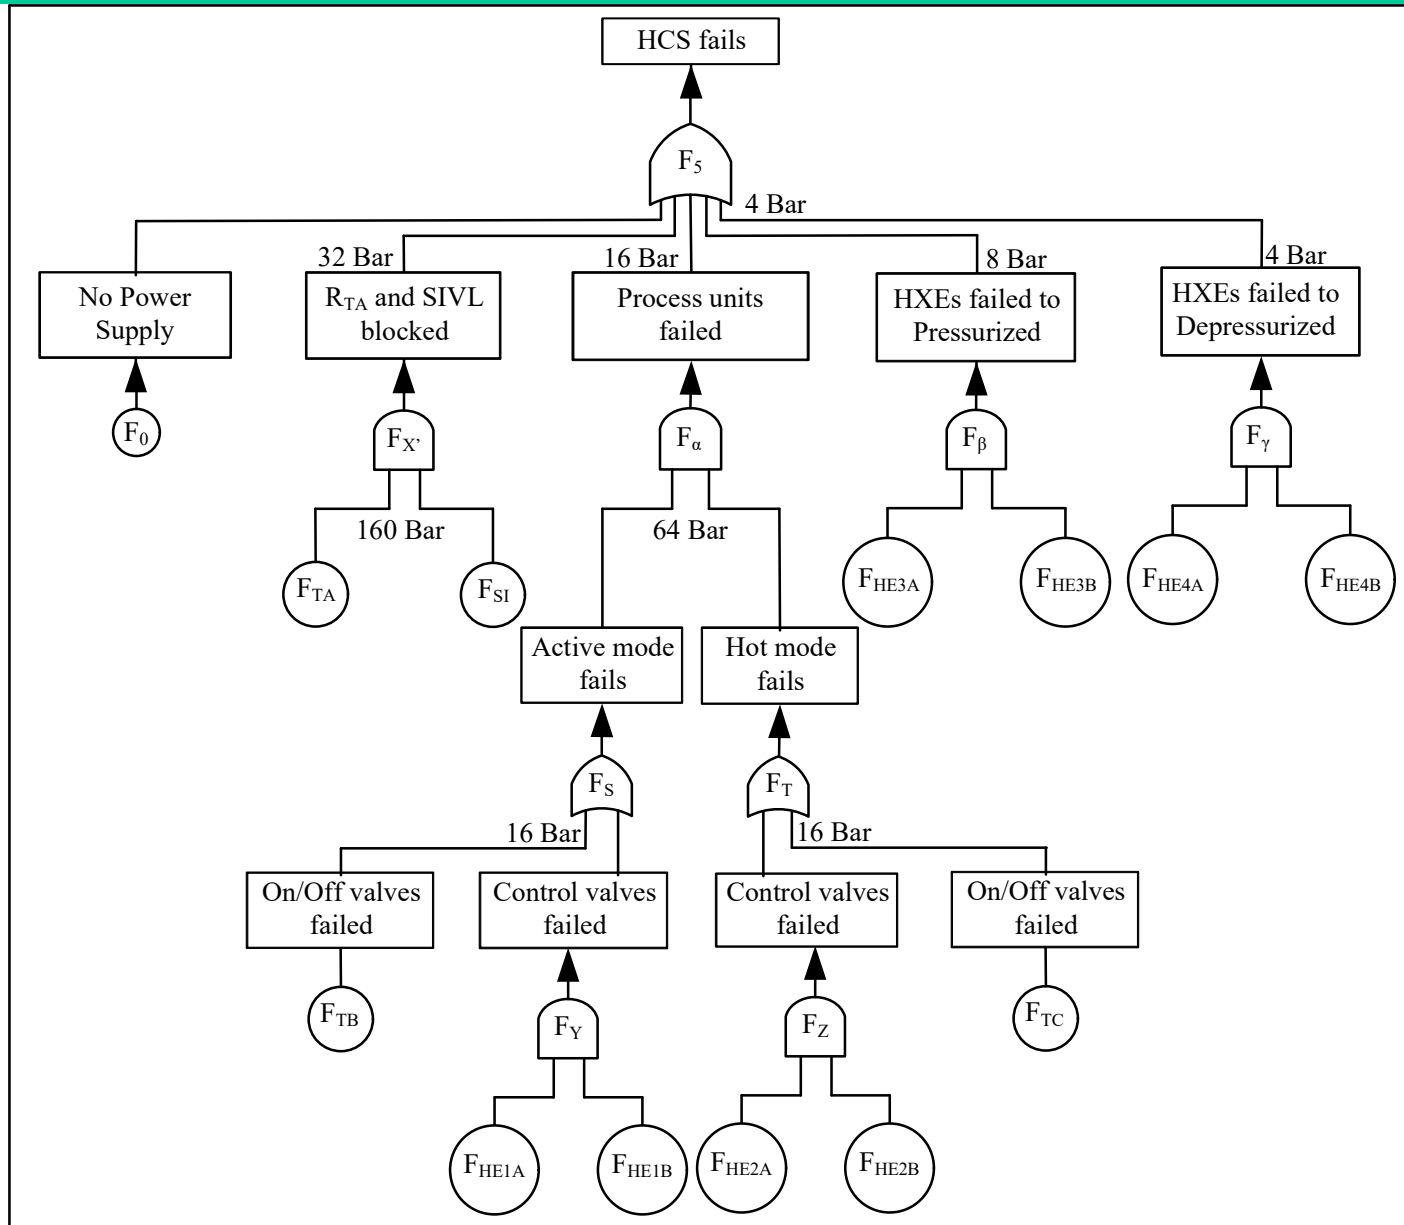 HCS fails
F5
4 Bar
32 Bar
16 Bar
8 Bar
4 Bar
No Power
Supply
RTA and SIVL
blocked
Process units
failed
HXEs failed to
Pressurized
HXEs failed to
Depressurized
F0
FX'
Fα
Fβ
Fγ
160 Bar
64 Bar
FTA
FSI
FHE3A
FHE3B
FHE4A
FHE4B
Active mode
fails
Hot mode
fails
FS
FT
16 Bar
16 Bar
On/Off valves
failed
Control valves
failed
Control valves
failed
On/Off valves
failed
FTB
FY
FZ
FTC
FHE1A
FHE1B
FHE2A
FHE2B